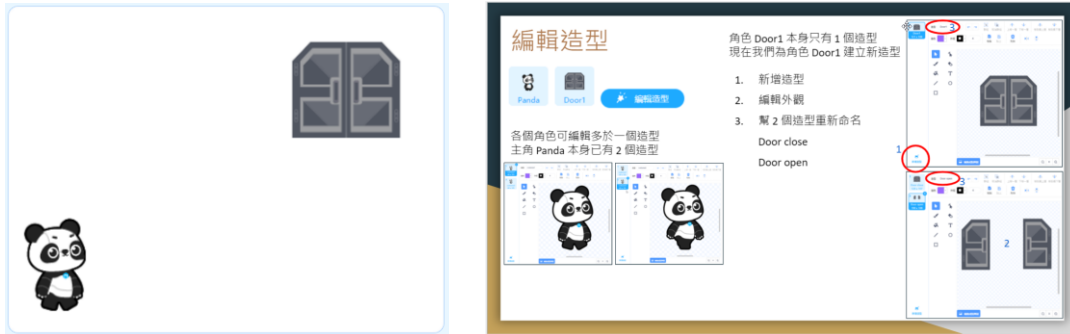 編輯造型
Panda
Door1
編輯造型
各個角色可編輯多於一個造型
主角 Panda 本身已有 2 個造型
角色 Door1 本身只有 1 個造型
現在我們為角色 Door1 建立新造型
1. 新增造型
2. 編輯外觀
3. 幫 2 個造型重新命名
Door close
Door open
3
1
3
2